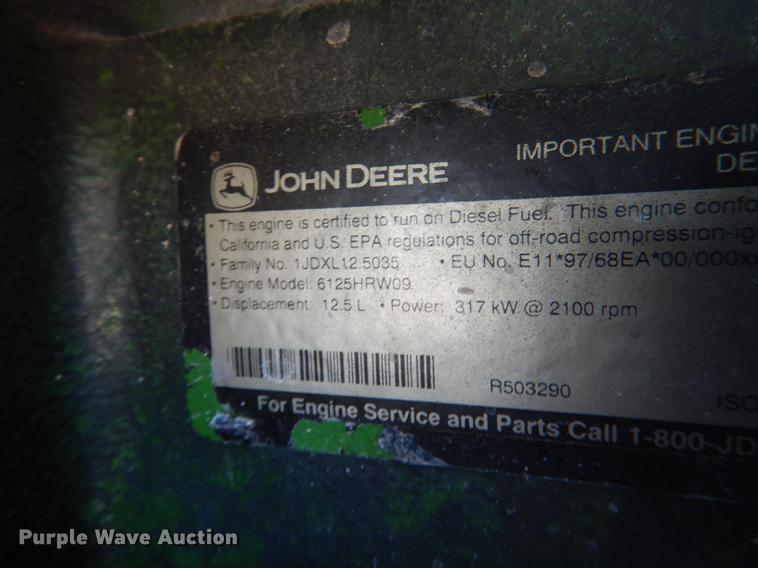 JOHN DEERE
IMPORTANT ENGIN
DE
• This engine is certified to run on Diesel Fuel. This engine confo
California and U.S. EPA regulations for off-road compression-ig
• Family No. 1JDXL12.5035 • EU No. E11*97/68EA*00/000xx
• Engine Model: 6125HRW09
• Displacement: 12.5 L • Power: 317 kW @ 2100 rpm
R503290
ISO
For Engine Service and Parts Call 1-800-JD
Purple Wave Auction